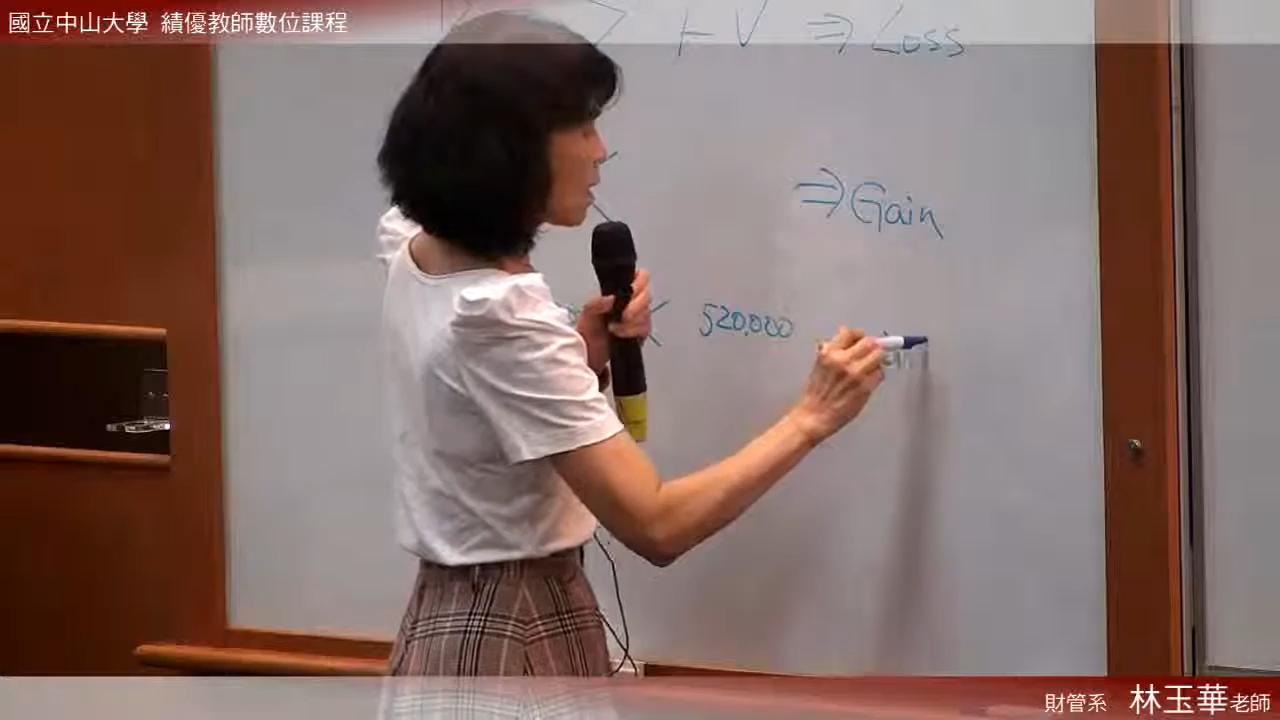 國立中山大學 績優教師數位課程
> FV ⇒ Loss
⇒ Gain
< 520,000
財管系 林玉華老師